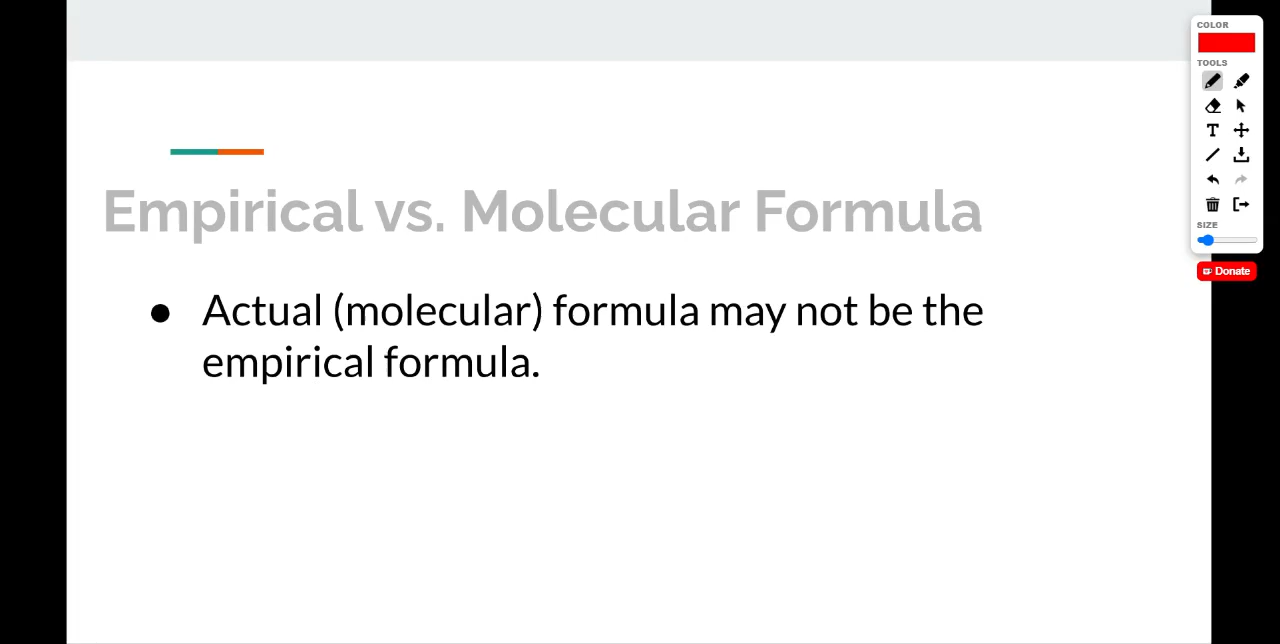 COLOR
TOOLS
SIZE
Donate
Empirical vs. Molecular Formula
● Actual (molecular) formula may not be the
empirical formula.